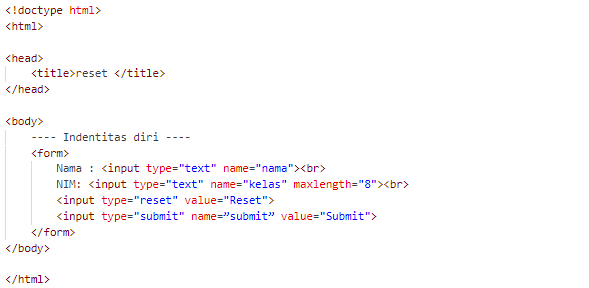 <!doctype html>
<html>
<head>
<title>reset </title>
</head>
<body>
---- Indentitas diri ----
<form>
Nama : <input type="text" name="nama"><br>
NIM: <input type="text" name="kelas" maxlength="8"><br>
<input type="reset" value="Reset">
<input type="submit" name=”submit” value="Submit">
</form>
</body>
</html>